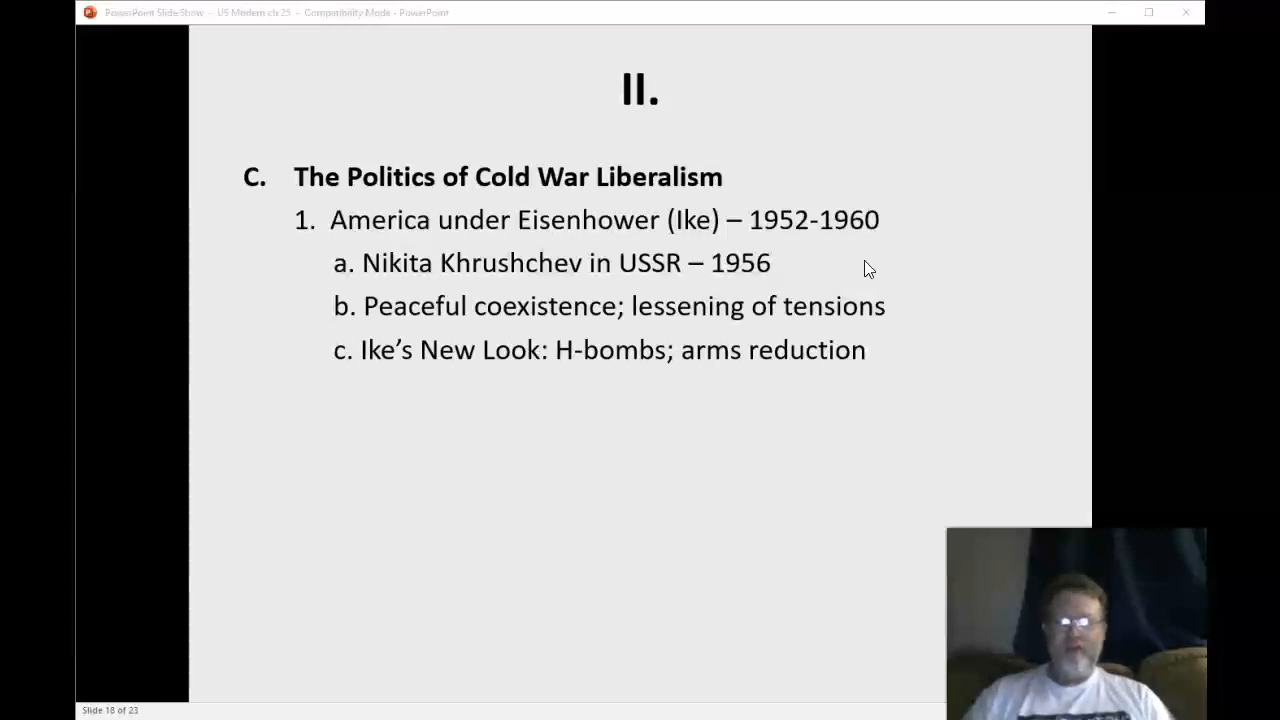 PowerPoint Slide Show - US Modern ch 25 - Compatibility Mode - PowerPoint
II.
C. The Politics of Cold War Liberalism
1. America under Eisenhower (Ike) – 1952-1960
a. Nikita Khrushchev in USSR – 1956
b. Peaceful coexistence; lessening of tensions
c. Ike’s New Look: H-bombs; arms reduction
Slide 18 of 23